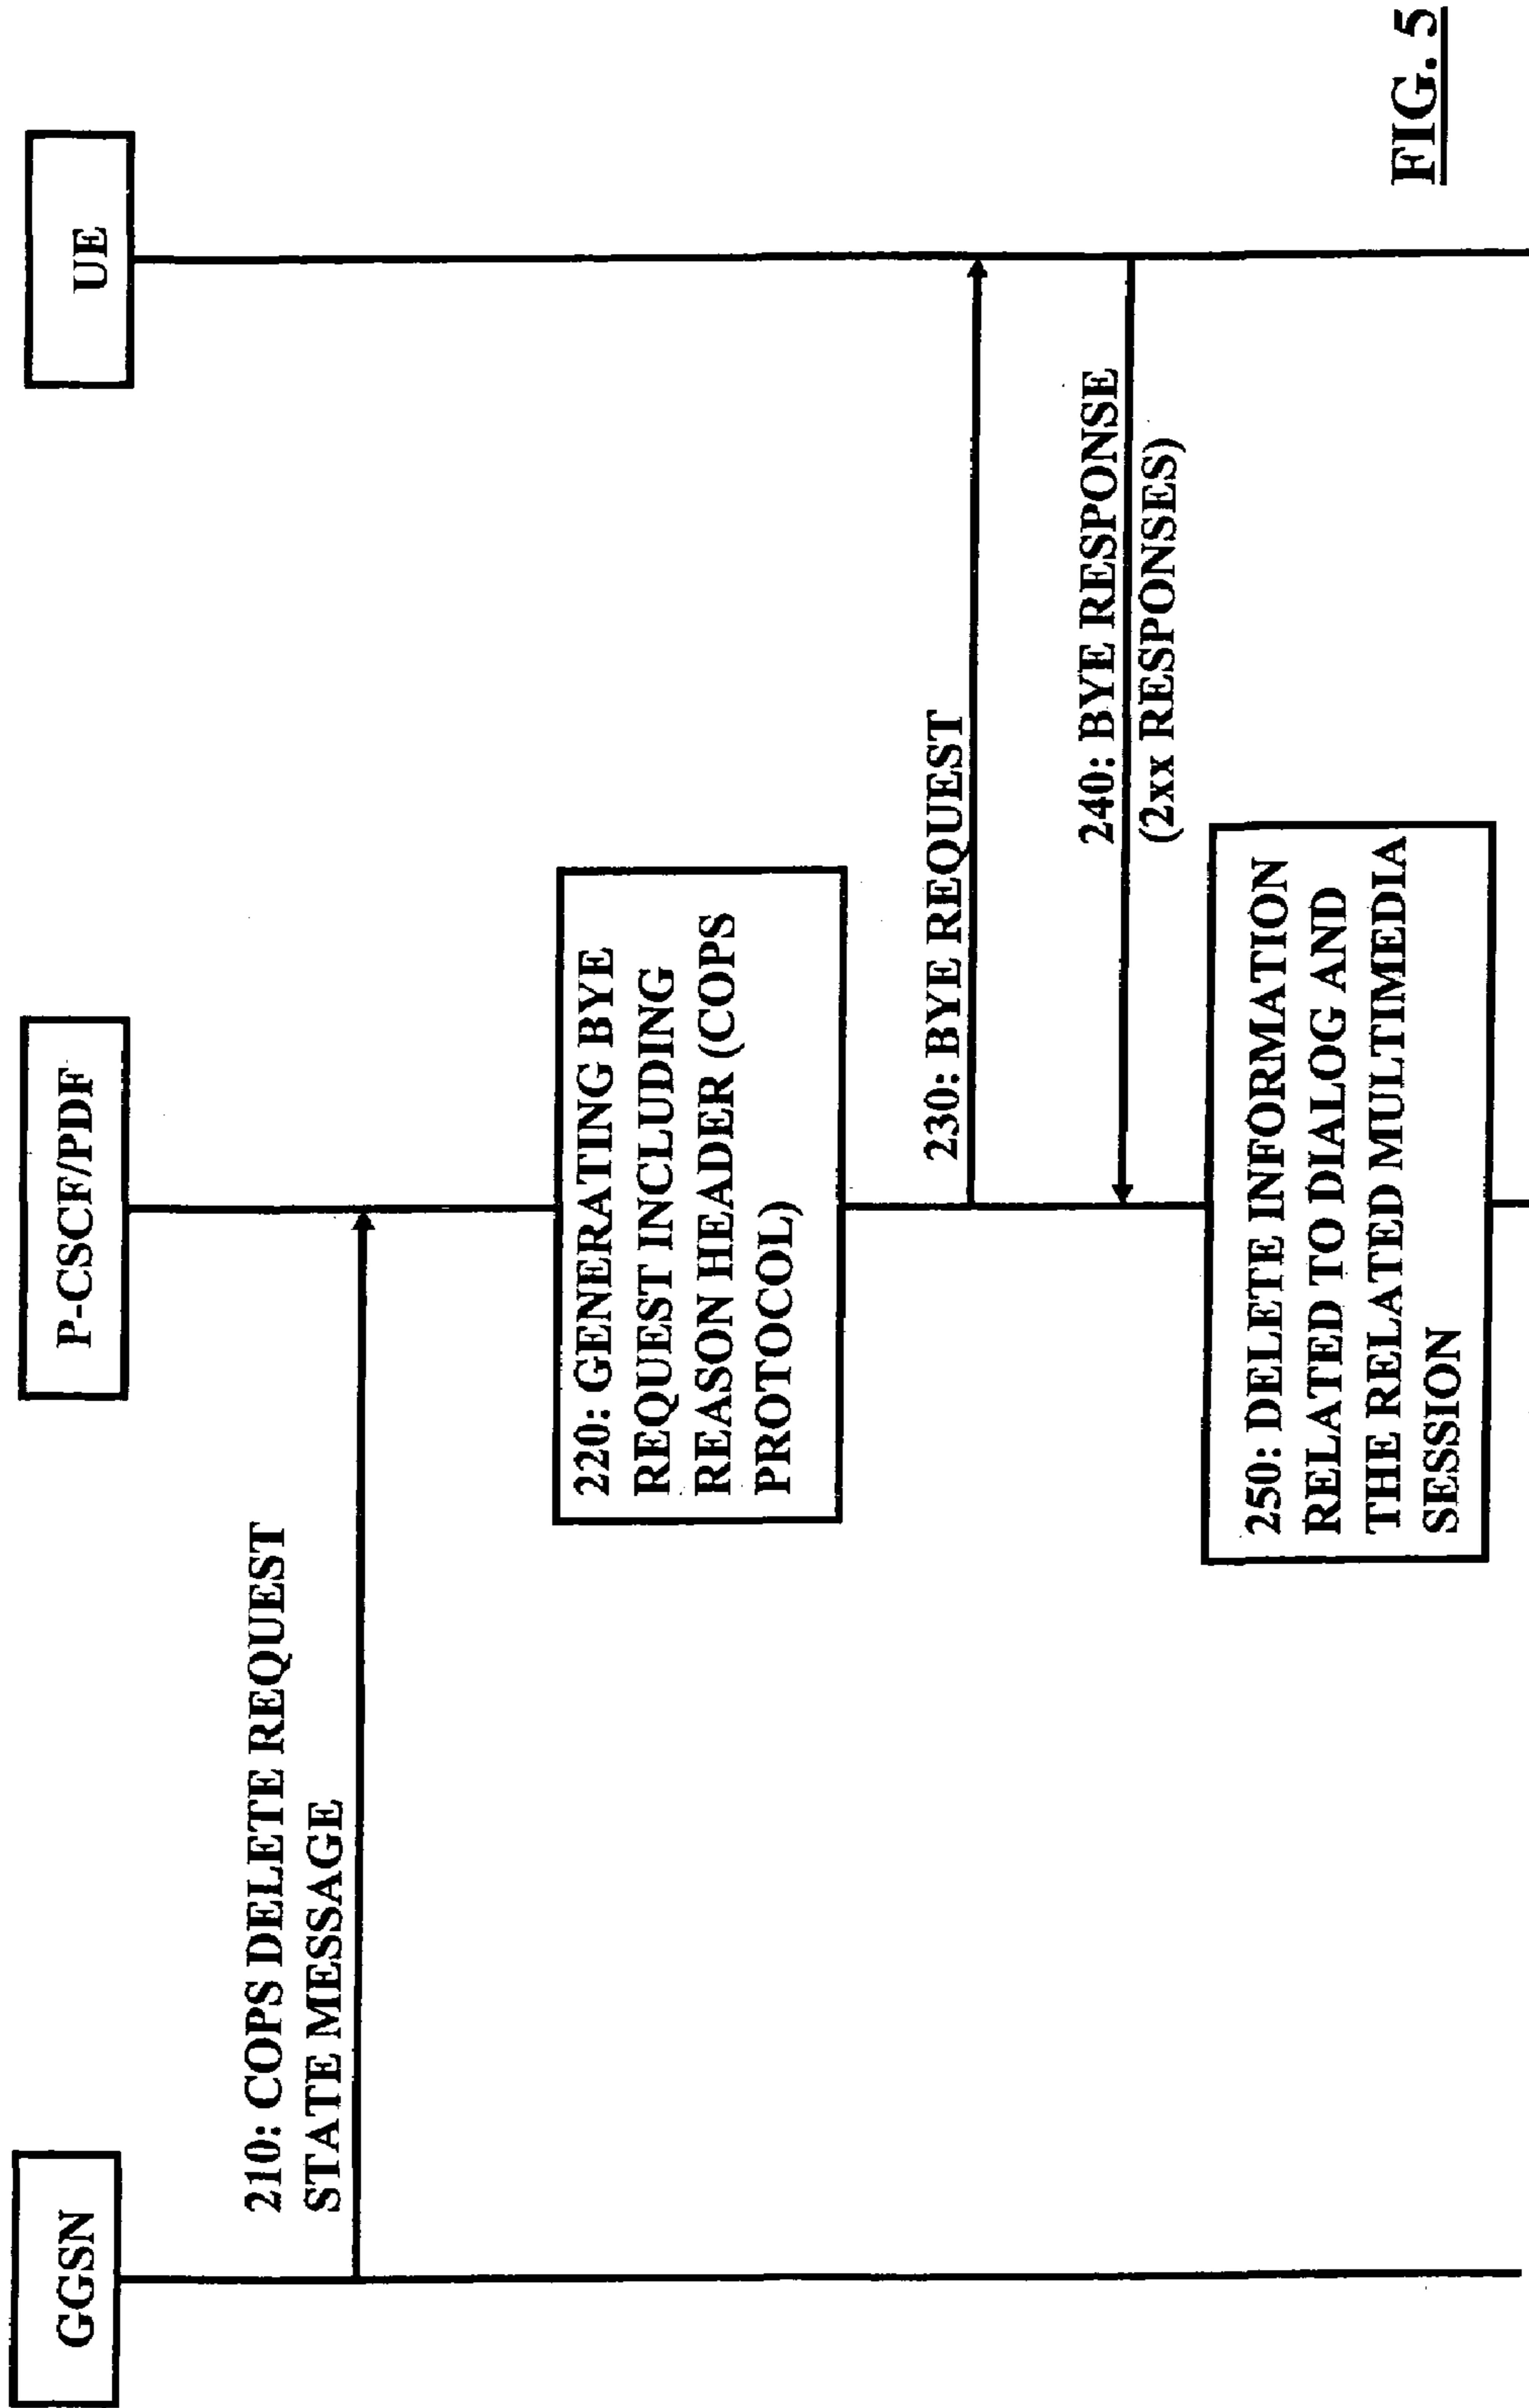 GGSN
P-CSCF/PDF
UE
210: COPS DELETE REQUEST
STATE MESSAGE
220: GENERATING BYE
REQUEST INCLUDING
REASON HEADER (COPS
PROTOCOL)
230: BYE REQUEST
240: BYE RESPONSE
(2xx RESPONSES)
250: DELETE INFORMATION
RELATED TO DIALOG AND
THE RELATED MULTIMEDIA
SESSION
FIG. 5